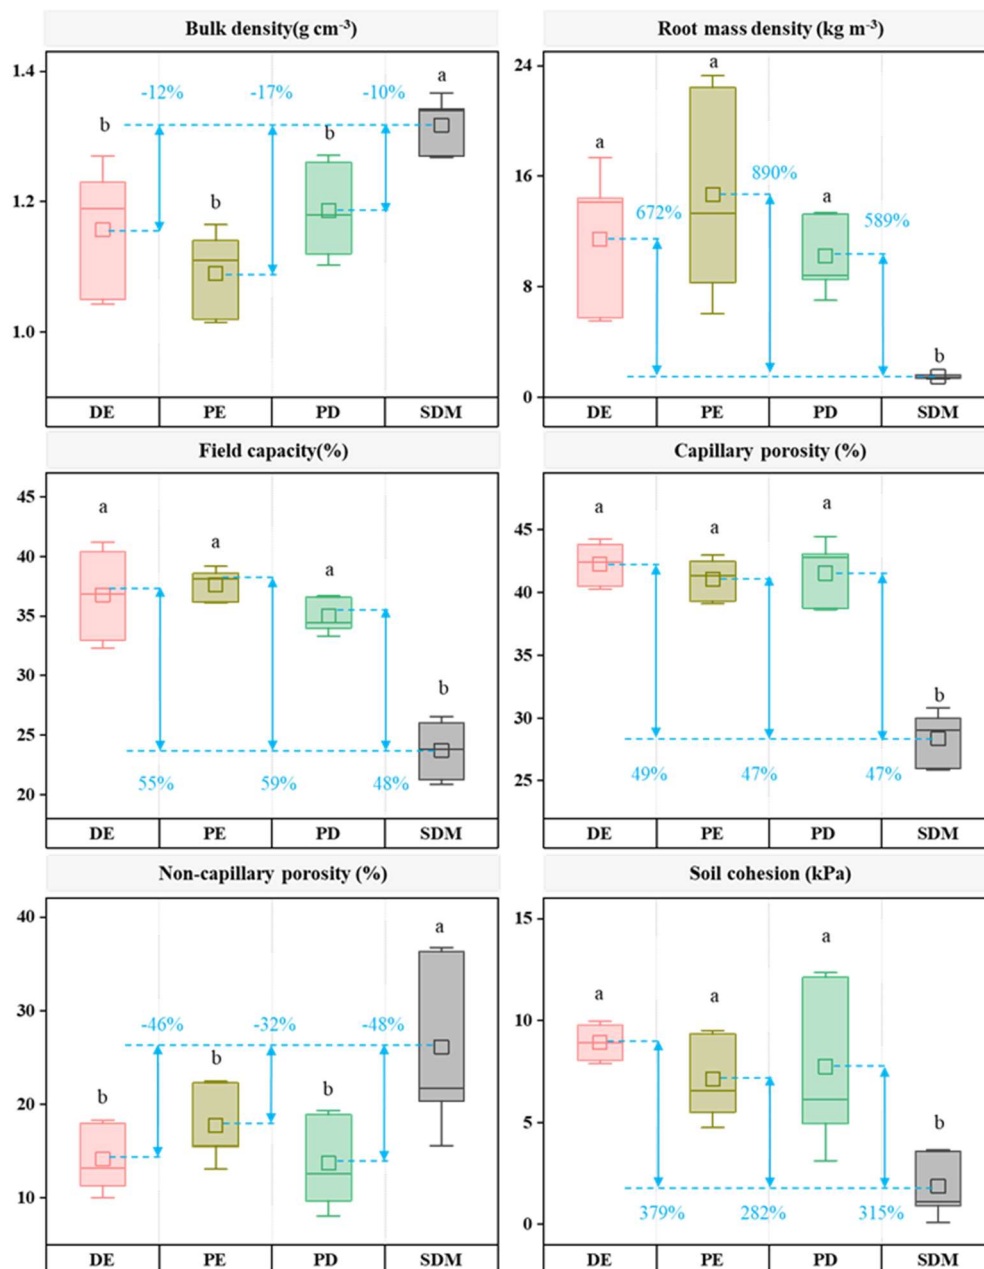 Bulk density(g cm-3)
1.4
1.2
1.0
-12%
-17%
-10%
b
b
b
a
DE PE PD SDM
Root mass density (kg m-3)
24
16
8
0
672%
890%
589%
a
a
a
b
DE PE PD SDM
Field capacity(%)
45
40
35
30
25
20
a
a
a
b
55%
59%
48%
DE PE PD SDM
Capillary porosity (%)
45
40
35
30
25
a
a
a
b
49%
47%
47%
DE PE PD SDM
Non-capillary porosity (%)
40
30
20
10
-46%
-32%
-48%
b
b
b
a
DE PE PD SDM
Soil cohesion (kPa)
15
10
5
0
a
a
a
b
379%
282%
315%
DE PE PD SDM